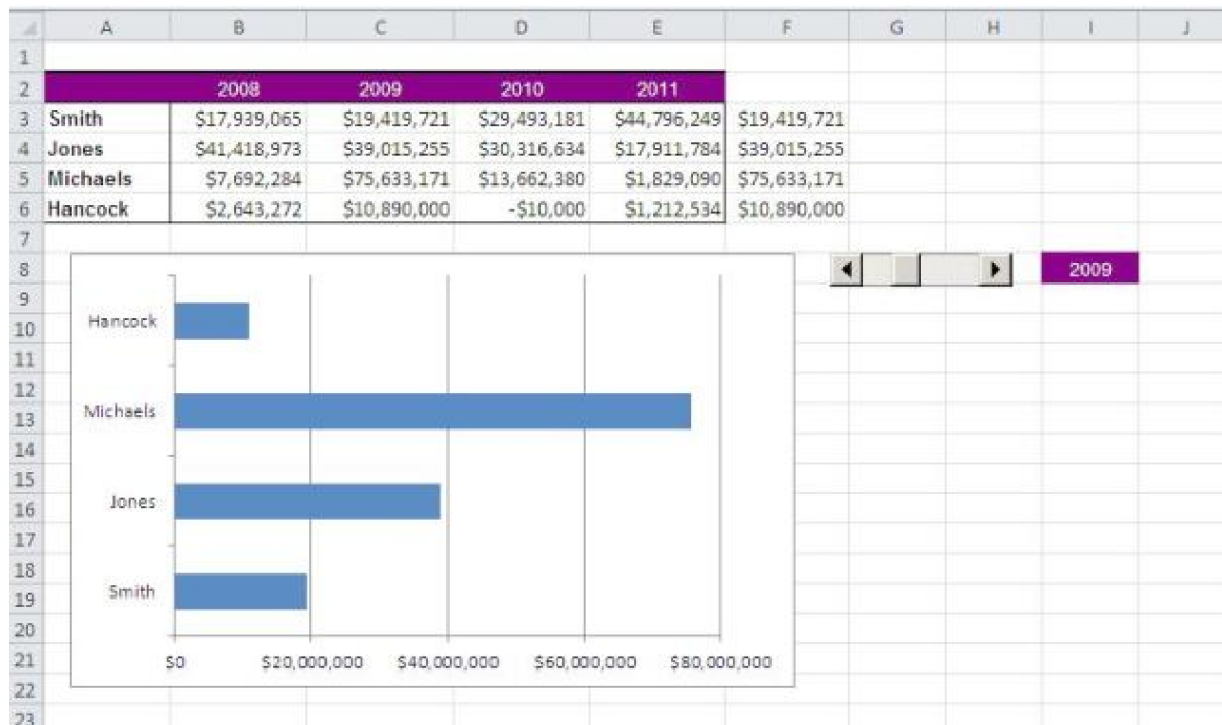 A B C D E F G H I J
1
2 2008 2009 2010 2011
3 Smith $17,939,065 $19,419,721 $29,493,181 $44,796,249 $19,419,721
4 Jones $41,418,973 $39,015,255 $30,316,634 $17,911,784 $39,015,255
5 Michaels $7,692,284 $75,633,171 $13,662,380 $1,829,090 $75,633,171
6 Hancock $2,643,272 $10,890,000 -$10,000 $1,212,534 $10,890,000
7
8 2009
9
10 Hancock
11
12
13 Michaels
14
15
16 Jones
17
18
19 Smith
20
21 $0 $20,000,000 $40,000,000 $60,000,000 $80,000,000
22
23